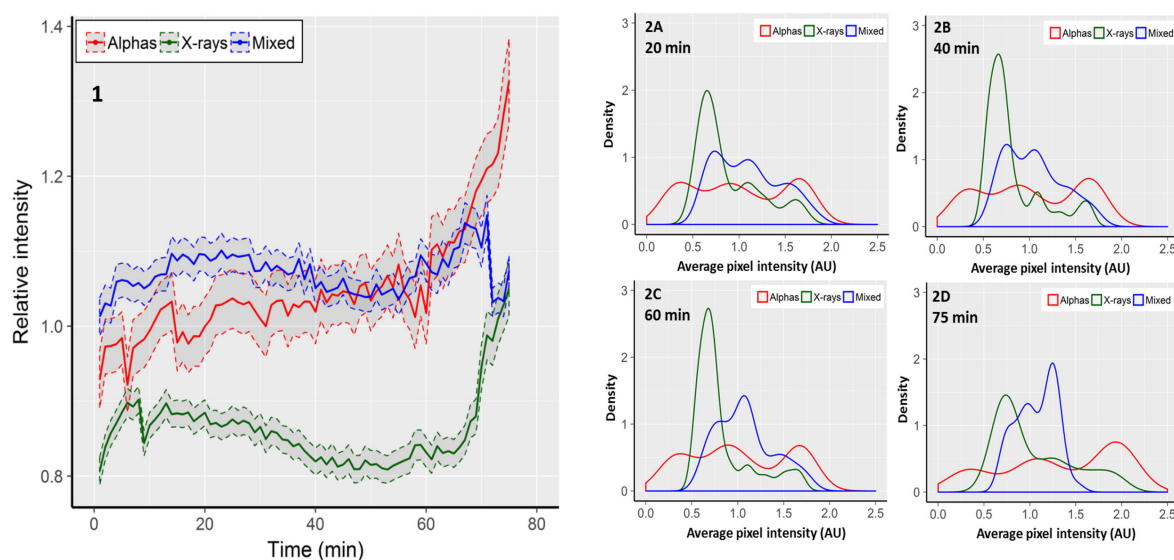 Alphas X-rays Mixed
1
1.4
1.2
1.0
0.8
Relative intensity
0 20 40 60 80
Time (min)
2A
20 min
Alphas X-rays Mixed
3
2
1
0
Density
0.0 0.5 1.0 1.5 2.0 2.5
Average pixel intensity (AU)
2B
40 min
Alphas X-rays Mixed
3
2
1
0
Density
0.0 0.5 1.0 1.5 2.0 2.5
Average pixel intensity (AU)
2C
60 min
Alphas X-rays Mixed
3
2
1
0
Density
0.0 0.5 1.0 1.5 2.0 2.5
Average pixel intensity (AU)
2D
75 min
Alphas X-rays Mixed
3
2
1
0
Density
0.0 0.5 1.0 1.5 2.0 2.5
Average pixel intensity (AU)